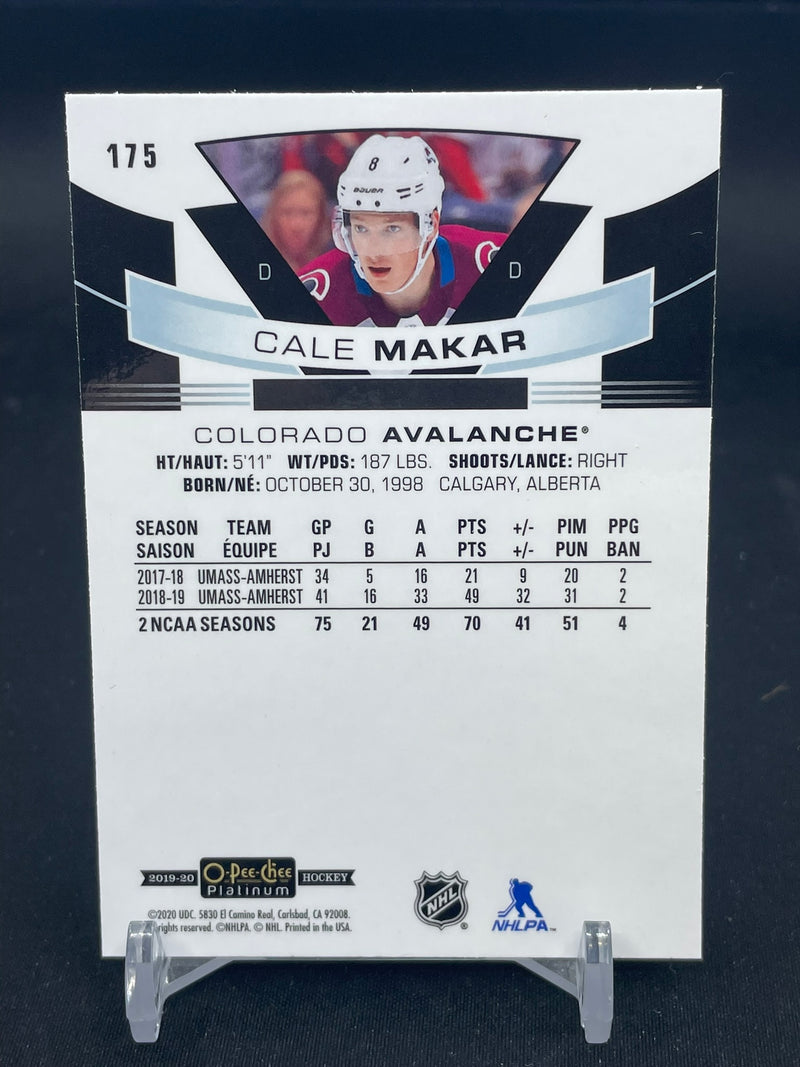 175
8
BAUER
D D
CALE MAKAR
COLORADO AVALANCHE®
HT/HAUT: 5'11" WT/PDS: 187 LBS. SHOOTS/LANCE: RIGHT
BORN/NÉ: OCTOBER 30, 1998 CALGARY, ALBERTA
SEASON TEAM GP G A PTS +/- PIM PPG
SAISON ÉQUIPE PJ B A PTS +/- PUN BAN
2017-18 UMASS-AMHERST 34 5 16 21 9 20 2
2018-19 UMASS-AMHERST 41 16 33 49 32 31 2
2 NCAA SEASONS 75 21 49 70 41 51 4
2019-20 O-Pee-Chee HOCKEY
Platinum
NHL ®
NHLPA™
©2020 UDC. 5830 El Camino Real, Carlsbad, CA 92008.
rights reserved. ©NHLPA. © NHL. Printed in the USA.